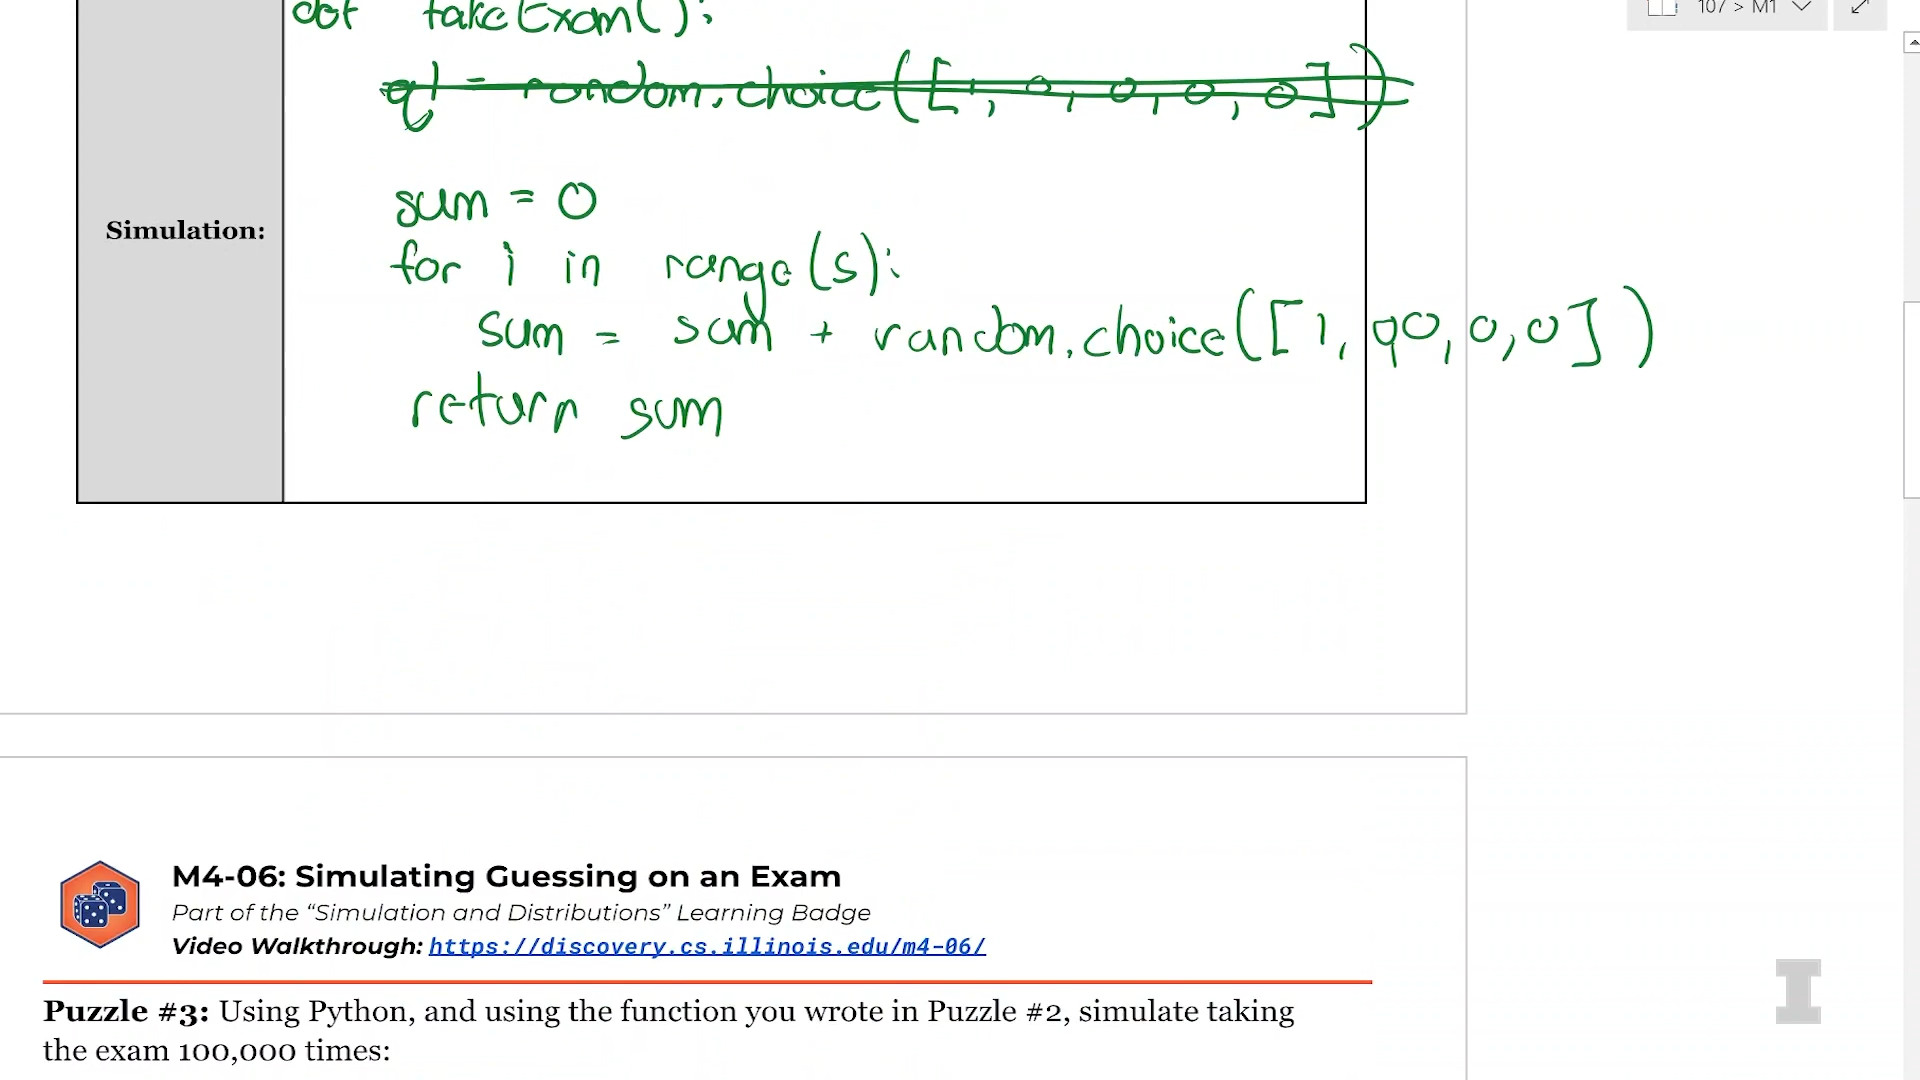 107 > M1
def takeExam():
q1 = random.choice([1, 0, 0, 0, 0])
sum = 0
for i in range(5):
Simulation:
sum = sum + random.choice([1, 0,0,0])
return sum
M4-06: Simulating Guessing on an Exam
Part of the “Simulation and Distributions” Learning Badge
Video Walkthrough: https://discovery.cs.illinois.edu/m4-06/
Puzzle #3: Using Python, and using the function you wrote in Puzzle #2, simulate taking
the exam 100,000 times:
I